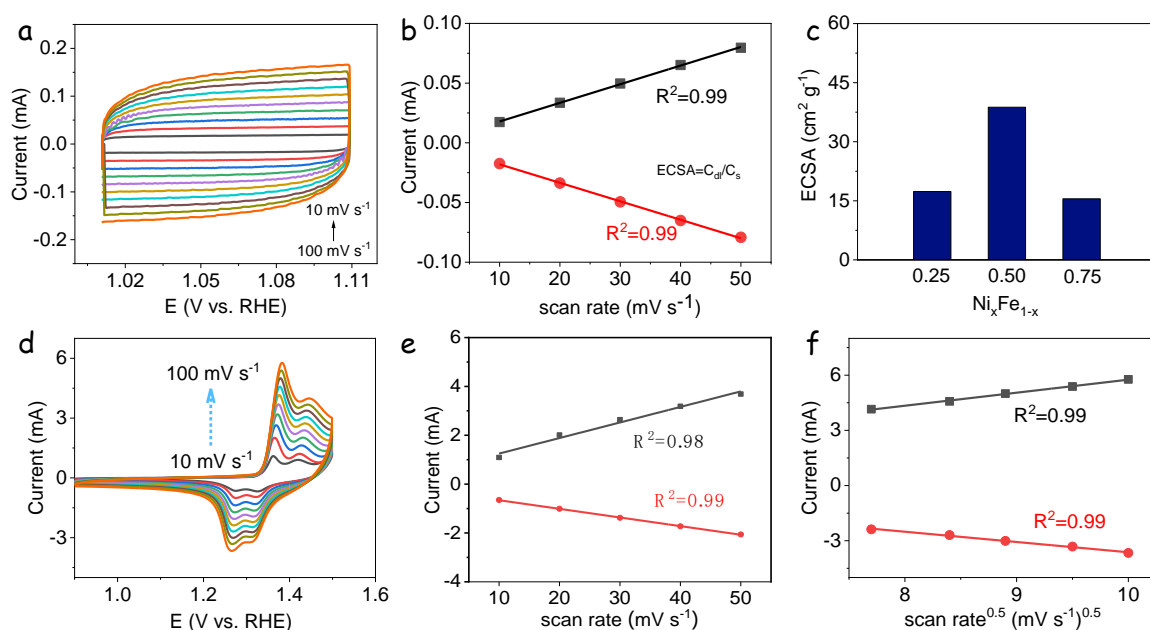 a
Current (mA)
0.2
0.1
0.0
-0.1
-0.2
10 mV s⁻¹
100 mV s⁻¹
1.02
1.05
1.08
1.11
E (V vs. RHE)
b
Current (mA)
0.10
0.05
0.00
-0.05
-0.10
R²=0.99
ECSA=C_dl/C_s
R²=0.99
10
20
30
40
50
scan rate (mV s⁻¹)
c
ECSA (cm² g⁻¹)
60
45
30
15
0
0.25
0.50
0.75
NiₓFe₁₋ₓ
d
Current (mA)
6
3
0
-3
100 mV s⁻¹
10 mV s⁻¹
1.0
1.2
1.4
1.6
E (V vs. RHE)
e
Current (mA)
6
4
2
0
-2
-4
R²=0.98
R²=0.99
10
20
30
40
50
scan rate (mV s⁻¹)
f
Current (mA)
6
3
0
-3
R²=0.99
R²=0.99
8
9
10
scan rate⁰·⁵ (mV s⁻¹)⁰·⁵